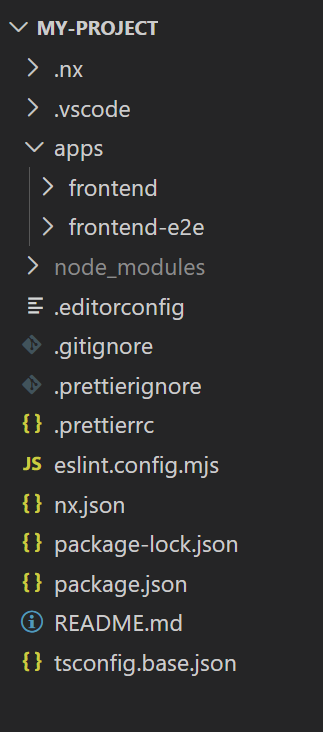 MY-PROJECT
.nx
.vscode
apps
frontend
frontend-e2e
node_modules
.editorconfig
.gitignore
.prettierignore
{} .prettierrc
JS eslint.config.mjs
{} nx.json
{} package-lock.json
{} package.json
README.md
{} tsconfig.base.json